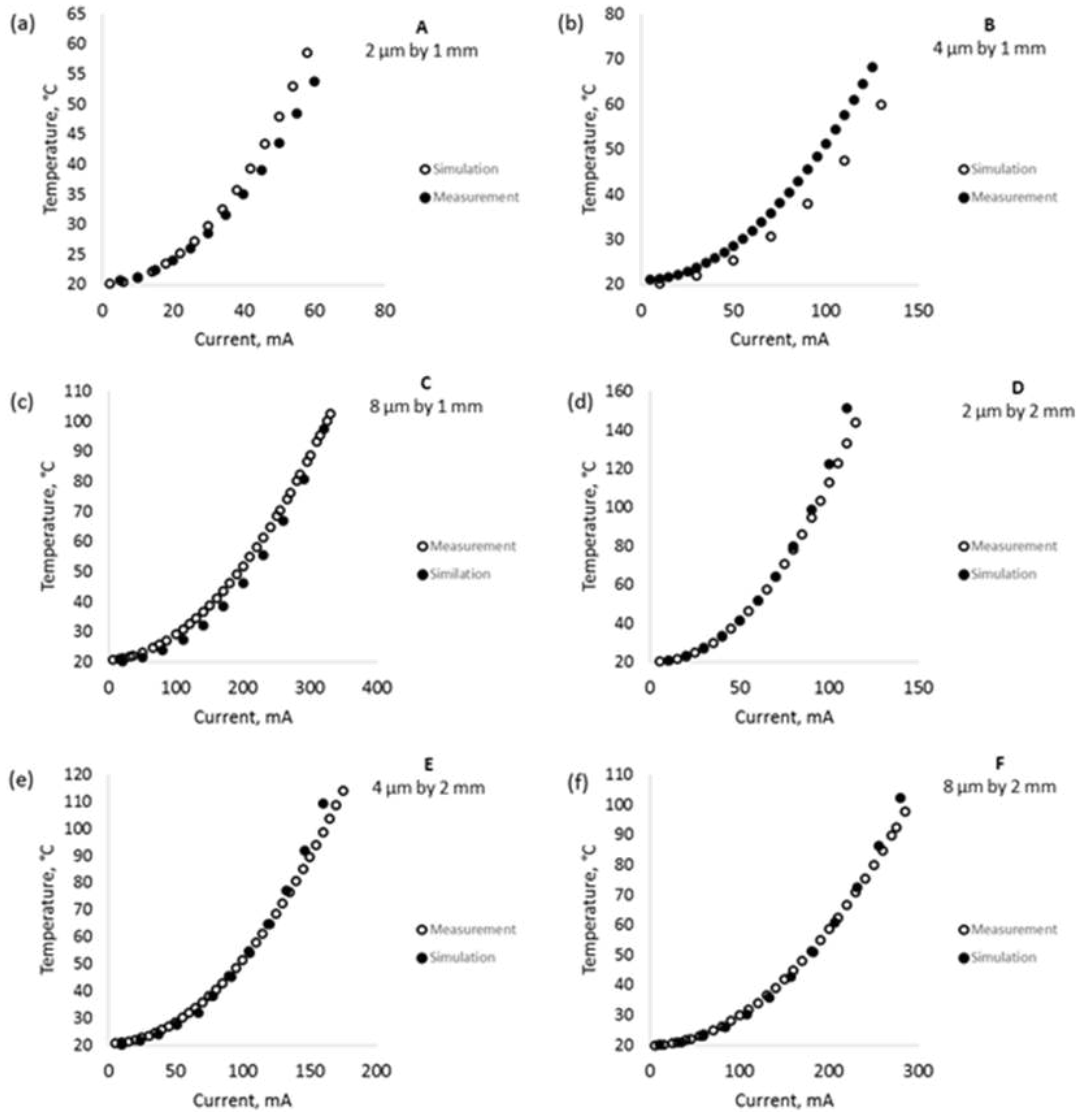 (a)
A
2 µm by 1 mm
65
60
55
50
45
40
35
30
25
20
Temperature, °C
Simulation
Measurement
0 20 40 60 80
Current, mA
(b)
B
4 µm by 1 mm
80
70
60
50
40
30
20
Temperature, °C
Simulation
Measurement
0 50 100 150
Current, mA
(c)
C
8 µm by 1 mm
110
100
90
80
70
60
50
40
30
20
Temperature, °C
Measurement
Similation
0 100 200 300 400
Current, mA
(d)
D
2 µm by 2 mm
160
140
120
100
80
60
40
20
Temperature, °C
Measurement
Simulation
0 50 100 150
Current, mA
(e)
E
4 µm by 2 mm
120
110
100
90
80
70
60
50
40
30
20
Temperature, °C
Measurement
Simulation
0 50 100 150 200
Current, mA
(f)
F
8 µm by 2 mm
110
100
90
80
70
60
50
40
30
20
Temperature, °C
Measurement
Simulation
0 100 200 300
Current, mA